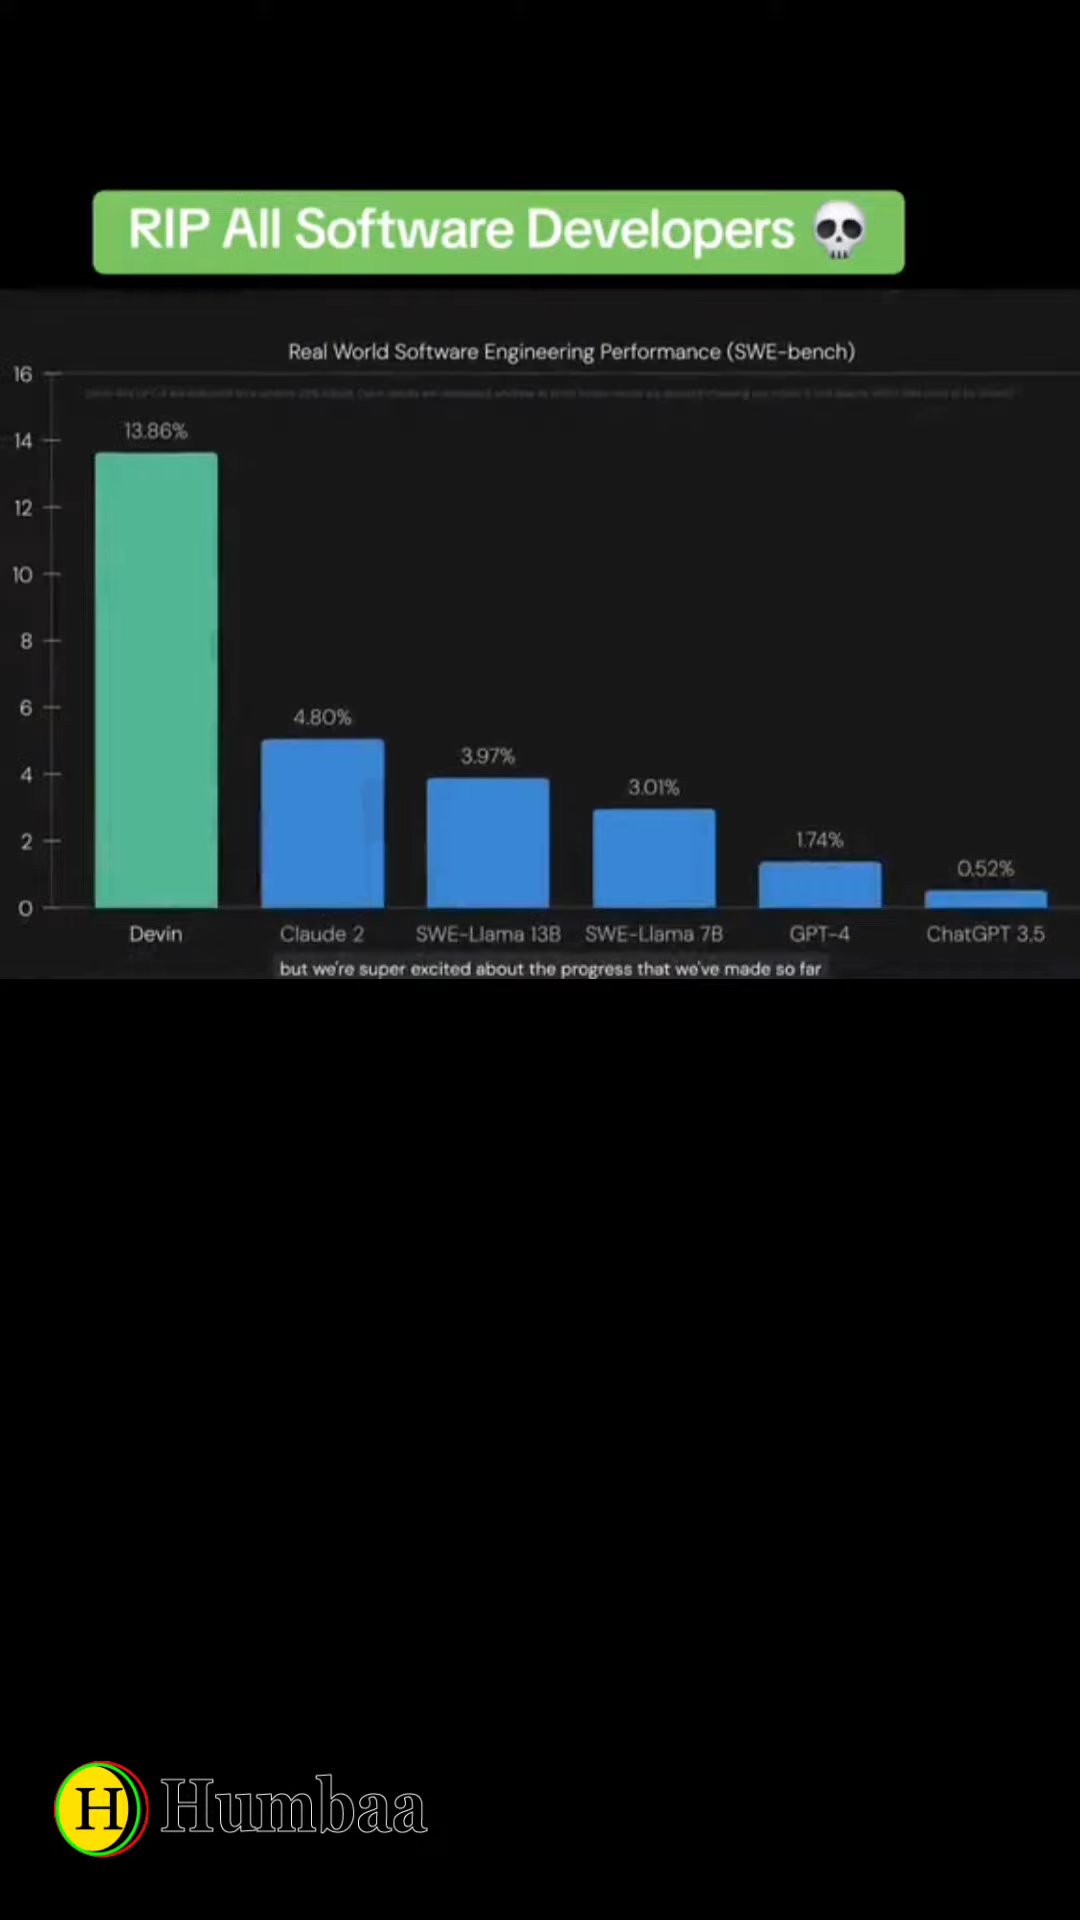 RIP All Software Developers 💀
Real World Software Engineering Performance (SWE-bench)
16
14
12
10
8
6
4
2
0
13.86%
4.80%
3.97%
3.01%
1.74%
0.52%
Devin
Claude 2
SWE-Llama 13B
SWE-Llama 7B
GPT-4
ChatGPT 3.5
but we're super excited about the progress that we've made so far
H Humbaa